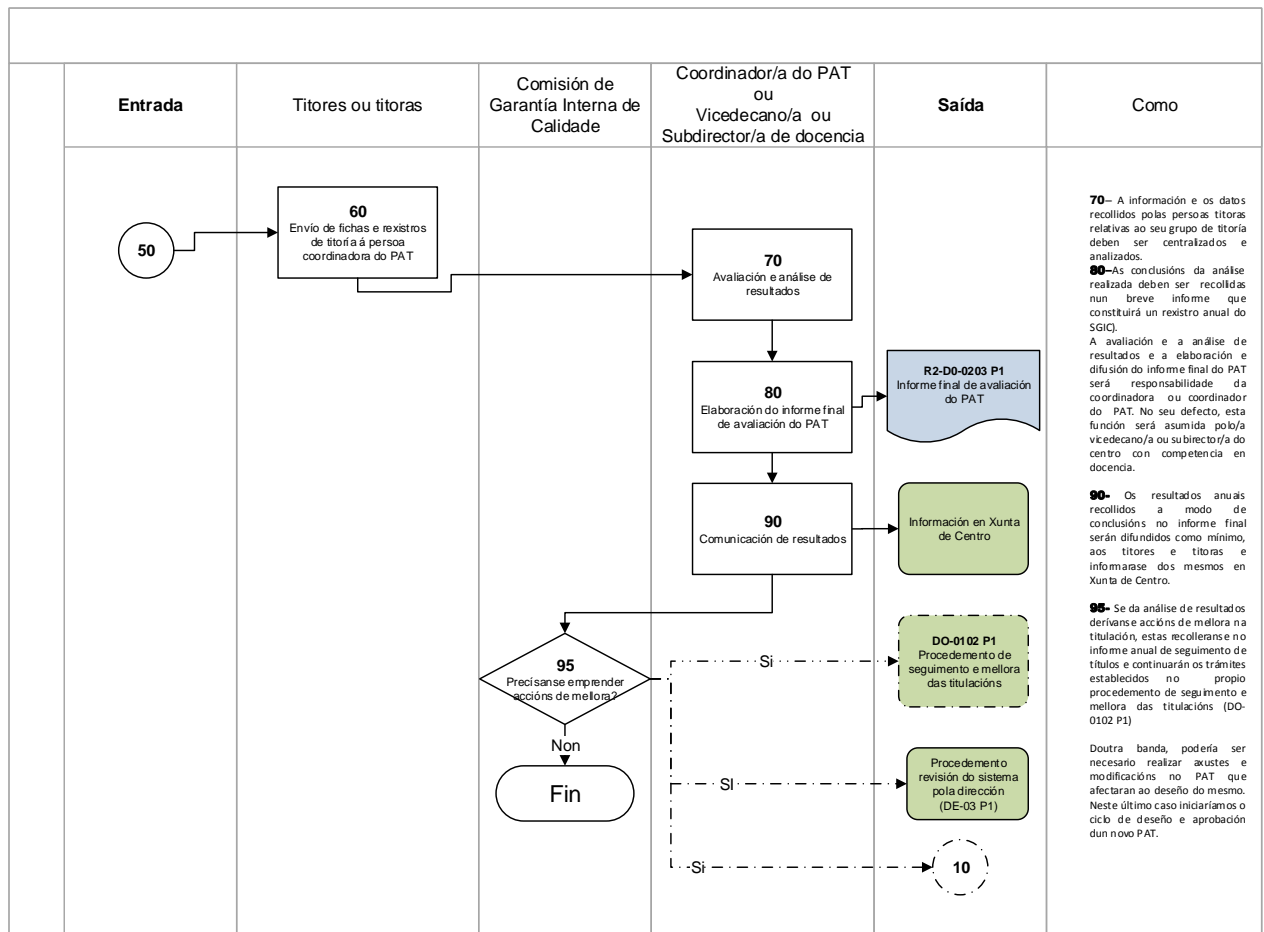 Entrada
Titores ou titoras
Comisión de
Garantía Interna de
Calidade
Coordinador/a do PAT
ou
Vicedecano/a ou
Subdirector/a de docencia
Saída
Como
50
60
Envío de fichas e rexistros
de titoría á persoa
coordinadora do PAT
70
Avaliación e análise de
resultados
80
Elaboración do informe final
de avaliación do PAT
R2-D0-0203 P1
Informe final de avaliación
do PAT
90
Comunicación de resultados
Información en Xunta
de Centro
95
Precísanse emprender
accións de mellora?
Non
Fin
Si
DO-0102 P1
Procedemento de
seguimento e mellora
das titulacións
SI
Procedemento
revisión do sistema
pola dirección
(DE-03 P1)
Si
10
70– A información e os datos
recollidos polas persoas titoras
relativas ao seu grupo de titoría
deben ser centralizados e
analizados.
80–As conclusións da análise
realizada deben ser recollidas
nun breve informe que
constituirá un rexistro anual do
SGIC).
A avaliación e a análise de
resultados e a elaboración e
difusión do informe final do PAT
será responsabilidade da
coordinadora ou coordinador
do PAT. No seu defecto, esta
función será asumida polo/a
vicedecano/a ou subirector/a do
centro con competencia en
docencia.
90- Os resultados anuais
recollidos a modo de
conclusións no informe final
serán difundidos como mínimo,
aos titores e titoras e
informarase dos mesmos en
Xunta de Centro.
95- Se da análise de resultados
derívanse accións de mellora na
titulación, estas recolleranse no
informe anual de seguimento de
títulos e continuarán os trámites
establecidos no propio
procedemento de seguimento e
mellora das titulacións (DO-
0102 P1)
Doutra banda, podería ser
necesario realizar axustes e
modificacións no PAT que
afectaran ao deseño do mesmo.
Neste último caso iniciaríamos o
ciclo de deseño e aprobación
dun novo PAT.